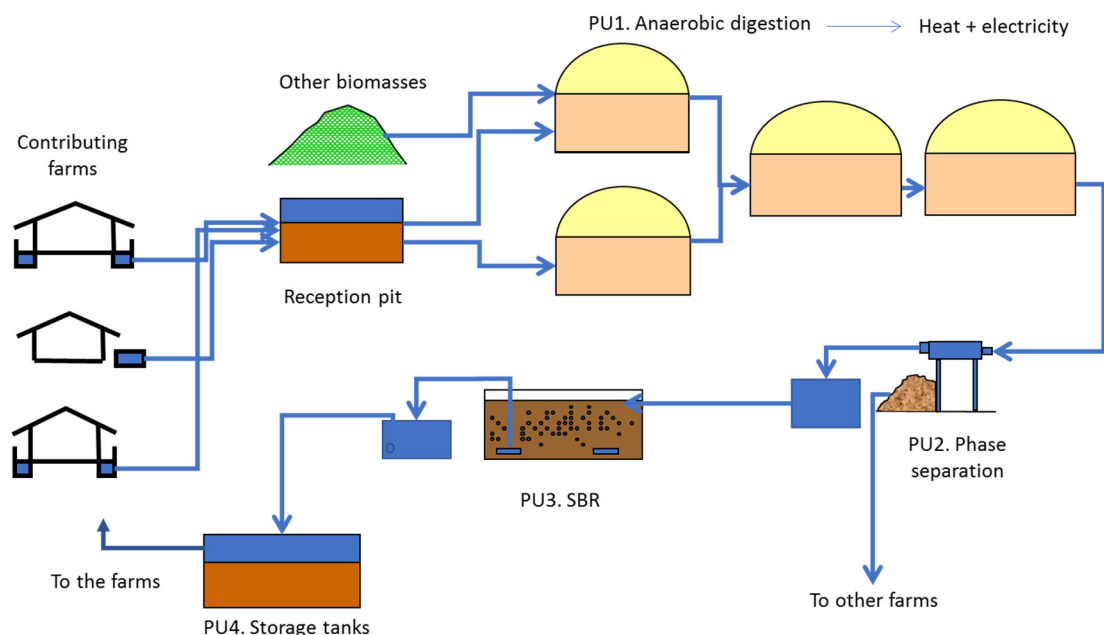 PU1. Anaerobic digestion
Heat + electricity
Other biomasses
Contributing
farms
Reception pit
PU2. Phase
separation
PU3. SBR
To the farms
To other farms
PU4. Storage tanks